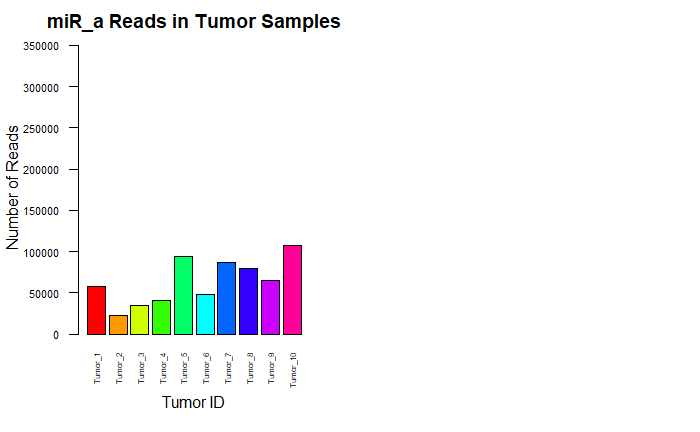 miR_a Reads in Tumor Samples
350000
300000
250000
200000
150000
100000
50000
0
Number of Reads
Tumor_1
Tumor_2
Tumor_3
Tumor_4
Tumor_5
Tumor_6
Tumor_7
Tumor_8
Tumor_9
Tumor_10
Tumor ID